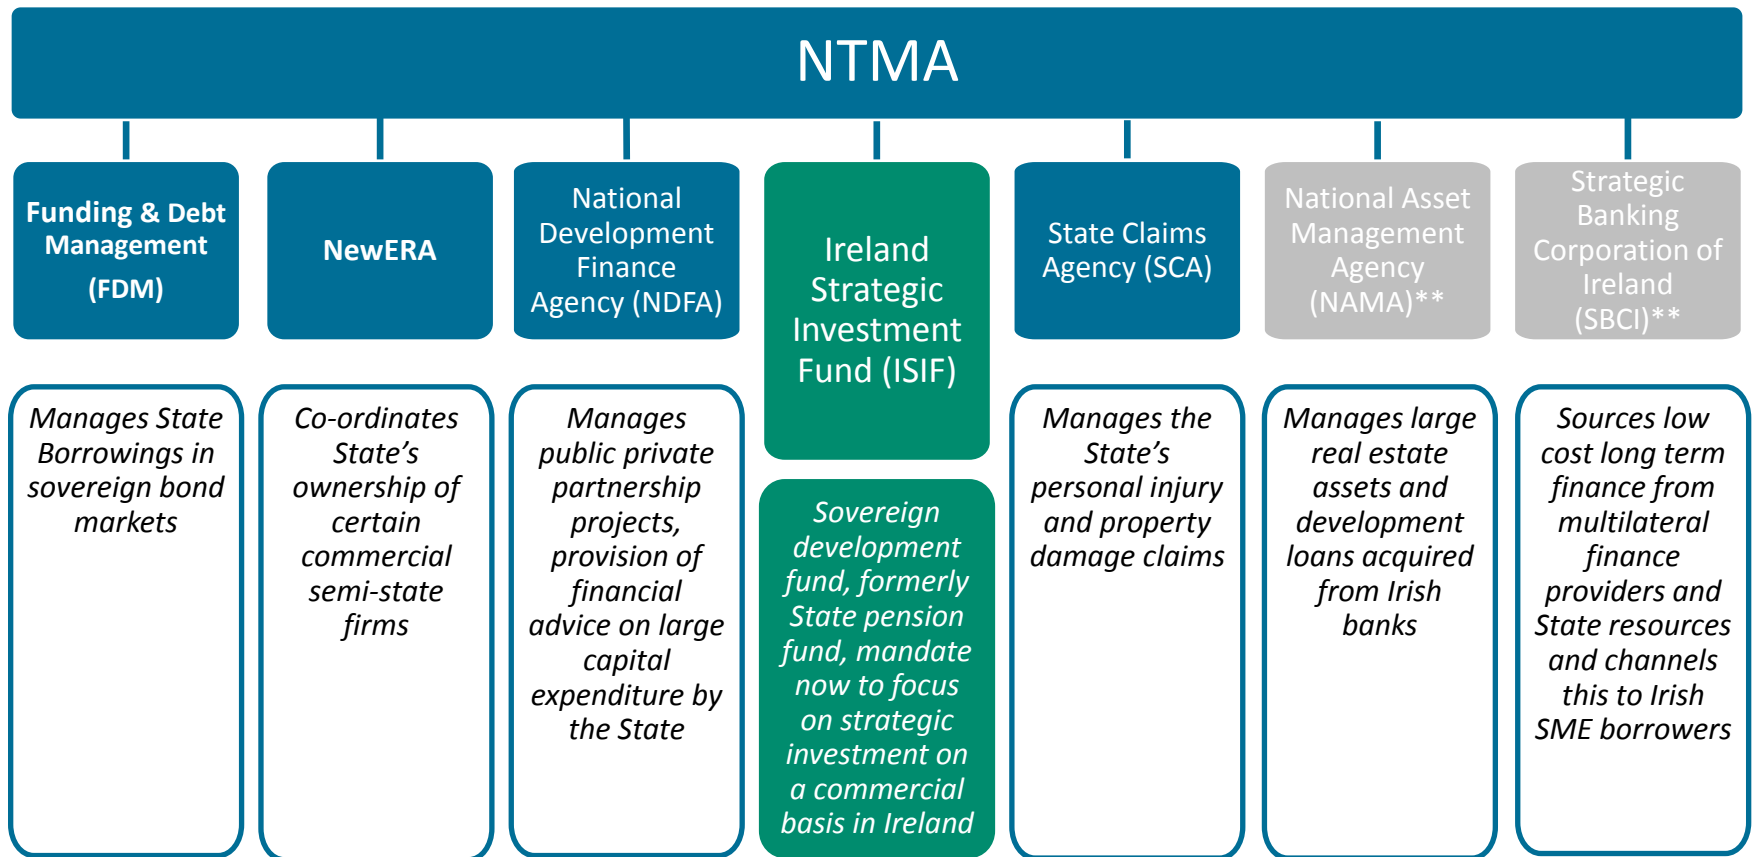 NTMA
Funding & Debt
Management
(FDM)
NewERA
National
Development
Finance
Agency (NDFA)
Ireland
Strategic
Investment
Fund (ISIF)
State Claims
Agency (SCA)
National Asset
Management
Agency
(NAMA)**
Strategic
Banking
Corporation of
Ireland
(SBCI)**
Manages State
Borrowings in
sovereign bond
markets
Co-ordinates
State’s
ownership of
certain
commercial
semi-state
firms
Manages
public private
partnership
projects,
provision of
financial
advice on large
capital
expenditure by
the State
Sovereign
development
fund, formerly
State pension
fund, mandate
now to focus
on strategic
investment on
a commercial
basis in Ireland
Manages the
State’s
personal injury
and property
damage claims
Manages large
real estate
assets and
development
loans acquired
from Irish
banks
Sources low
cost long term
finance from
multilateral
finance
providers and
State resources
and channels
this to Irish
SME borrowers